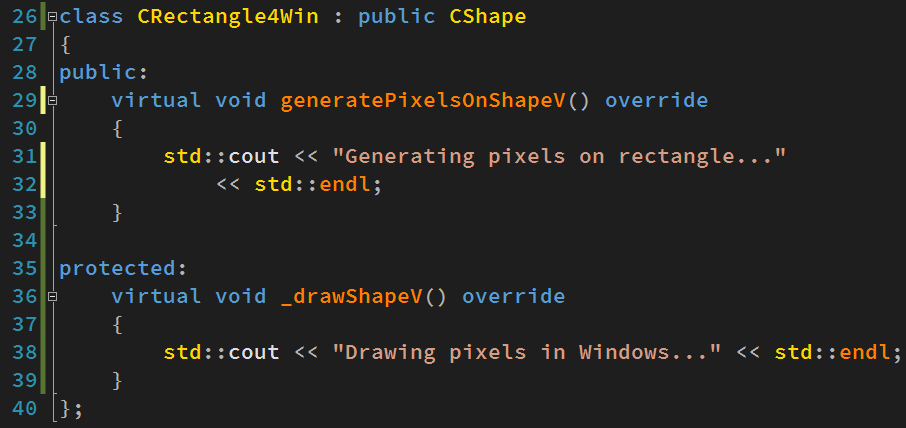 26 class CRectangle4Win : public CShape
27 {
28 public:
29     virtual void generatePixelsOnShapeV() override
30     {
31         std::cout << "Generating pixels on rectangle..."
32             << std::endl;
33     }
34
35 protected:
36     virtual void _drawShapeV() override
37     {
38         std::cout << "Drawing pixels in Windows..." << std::endl;
39     }
40 };